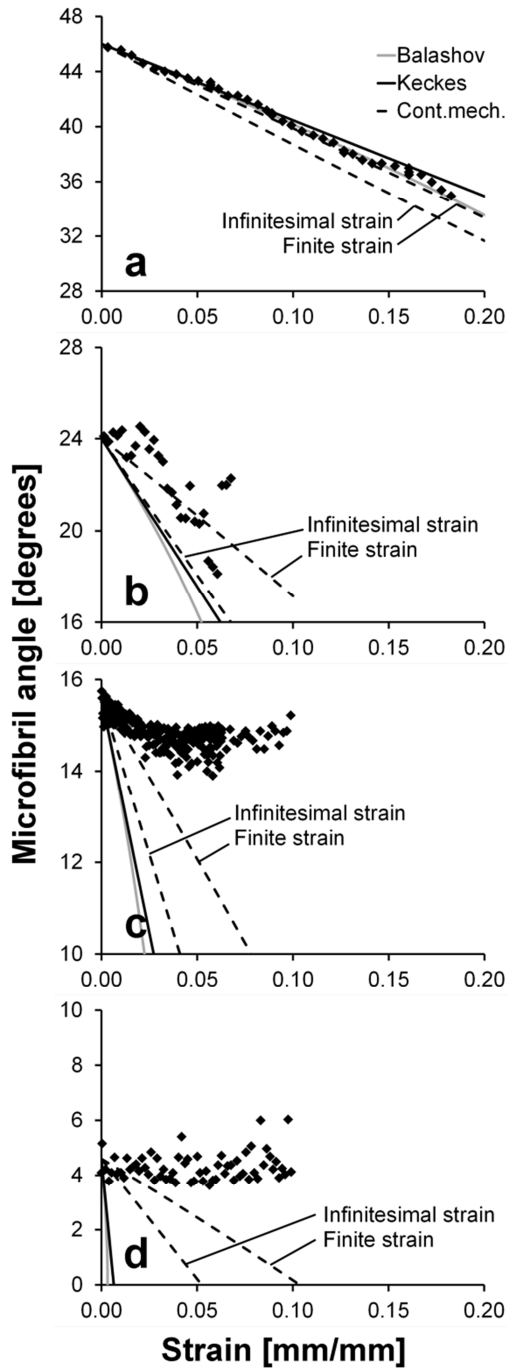 48
44
40
36
32
28
Balashov
Keckes
Cont.mech.
Infinitesimal strain
Finite strain
a
0.00 0.05 0.10 0.15 0.20
28
24
20
16
Infinitesimal strain
Finite strain
b
0.00 0.05 0.10 0.15 0.20
Microfibril angle [degrees]
16
14
12
10
Infinitesimal strain
Finite strain
c
0.00 0.05 0.10 0.15 0.20
10
8
6
4
2
0
Infinitesimal strain
Finite strain
d
0.00 0.05 0.10 0.15 0.20
Strain [mm/mm]